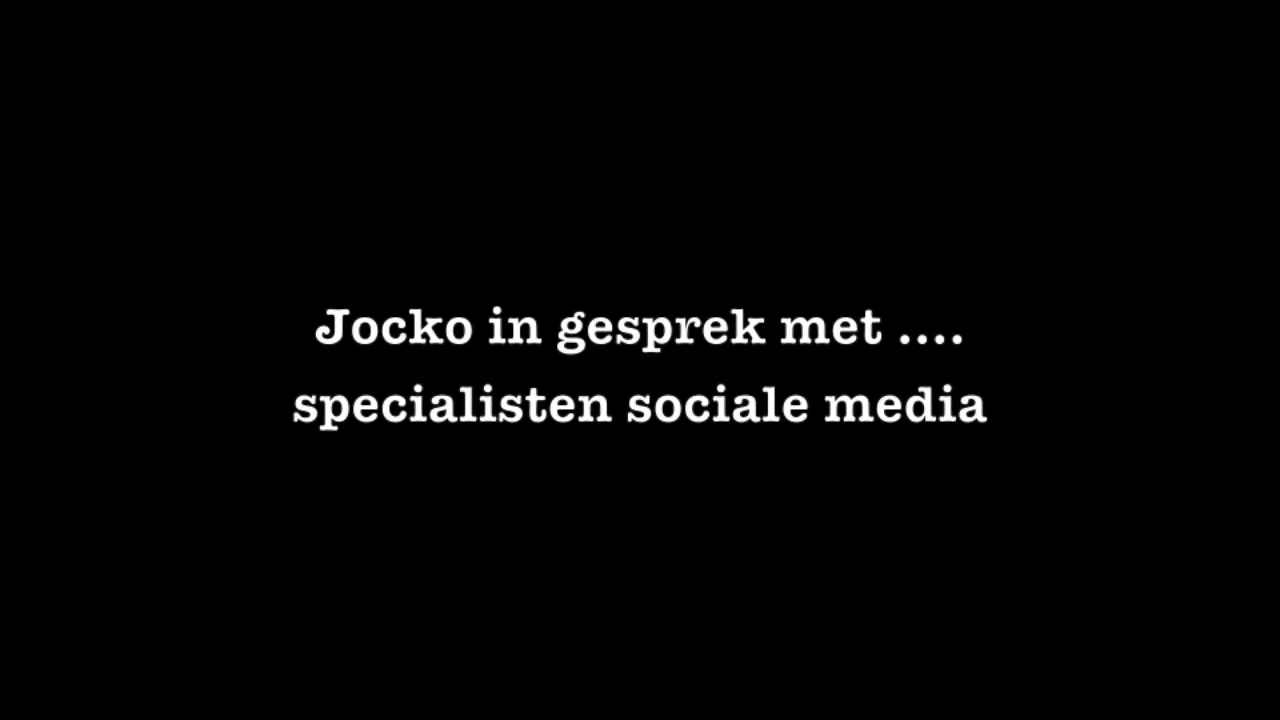 Jocko in gesprek met ....
specialisten sociale media